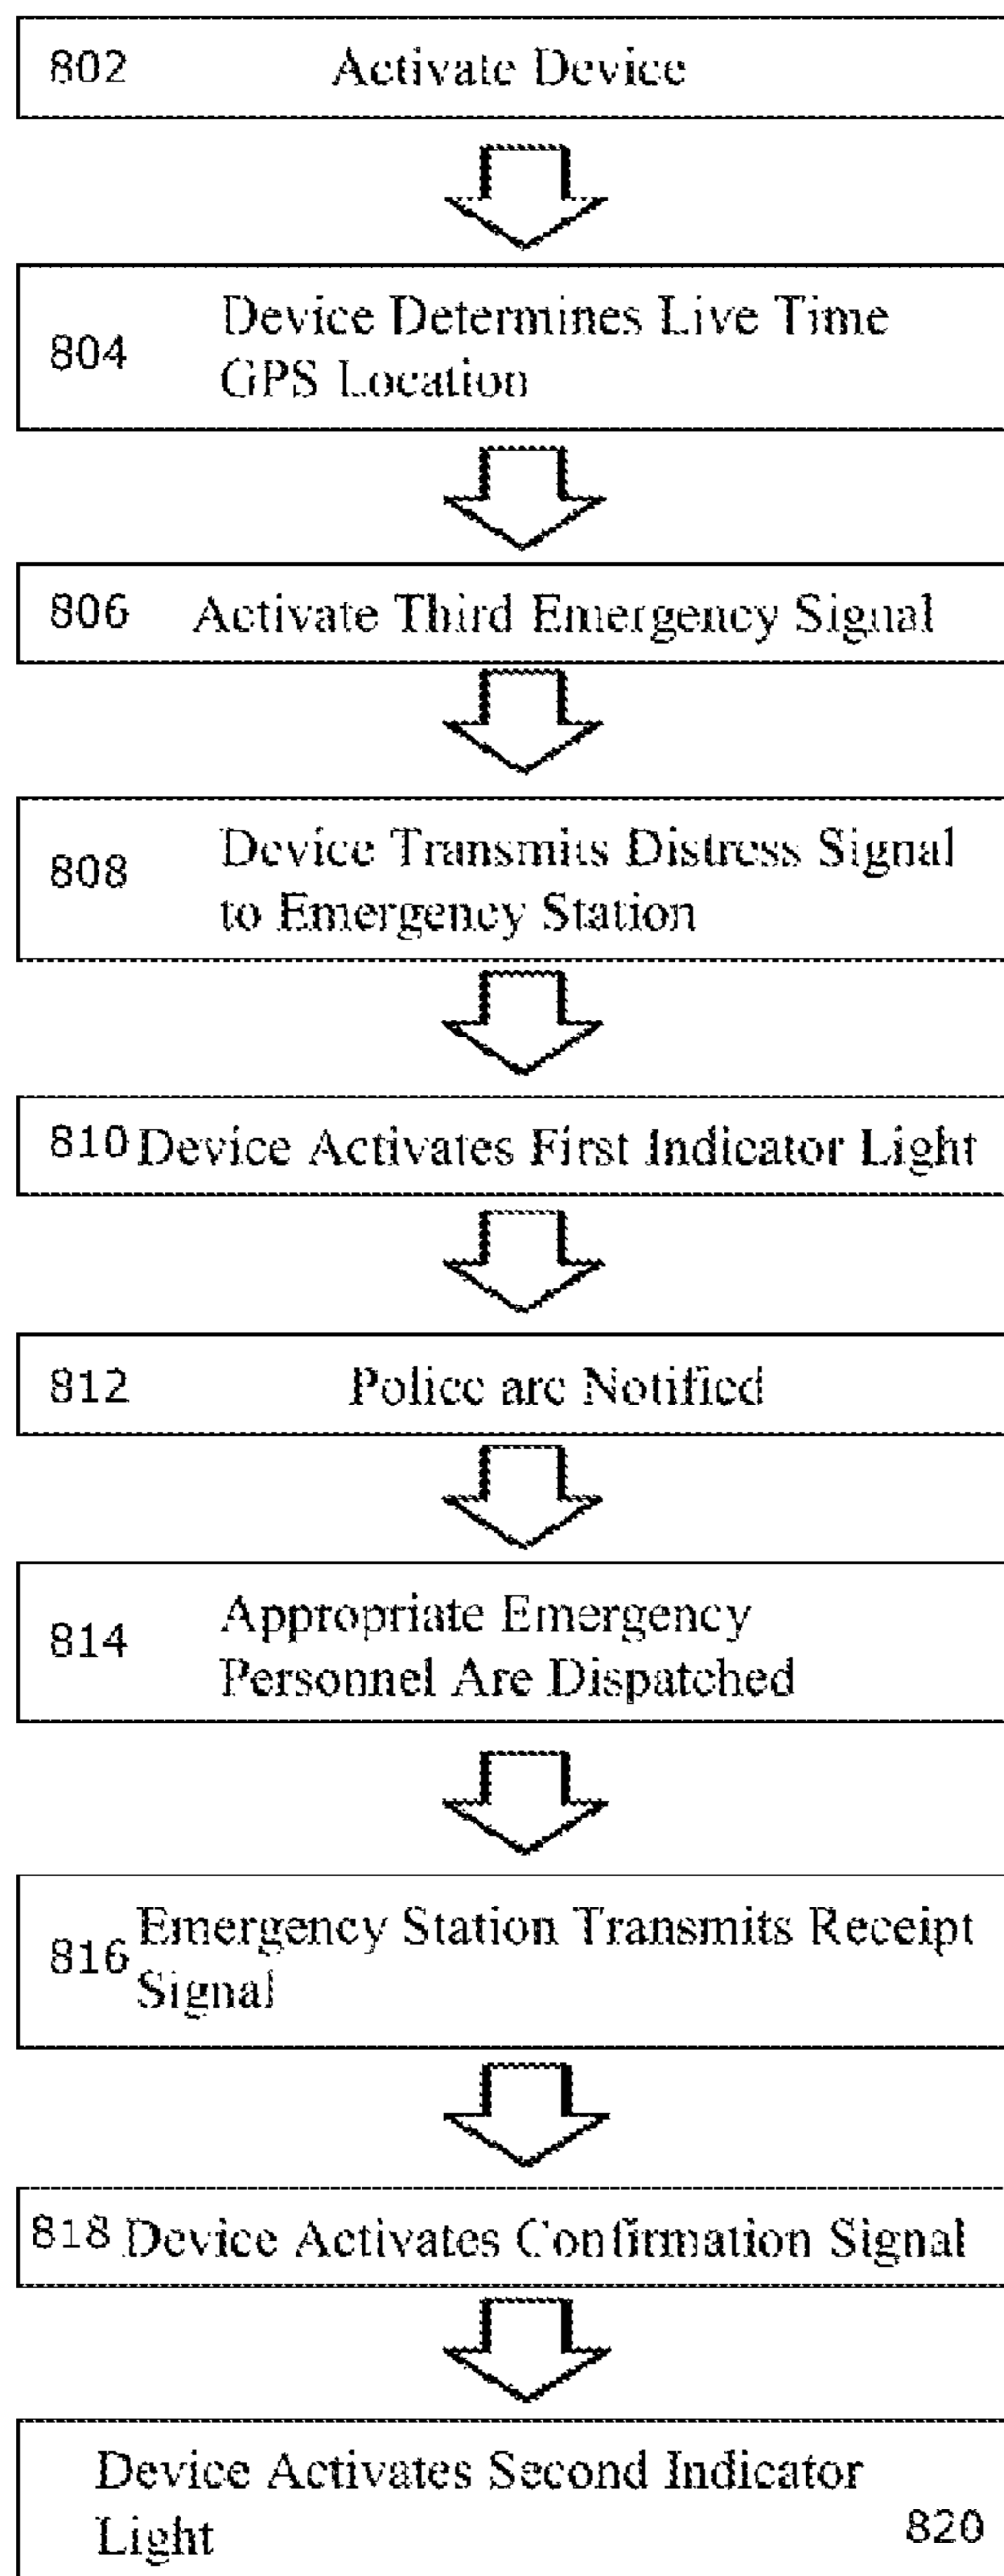 802 Activate Device
804 Device Determines Live Time
GPS Location
806 Activate Third Emergency Signal
808 Device Transmits Distress Signal
to Emergency Station
810 Device Activates First Indicator Light
812 Police are Notified
814 Appropriate Emergency
Personnel Are Dispatched
816 Emergency Station Transmits Receipt
Signal
818 Device Activates Confirmation Signal
Device Activates Second Indicator
Light 820